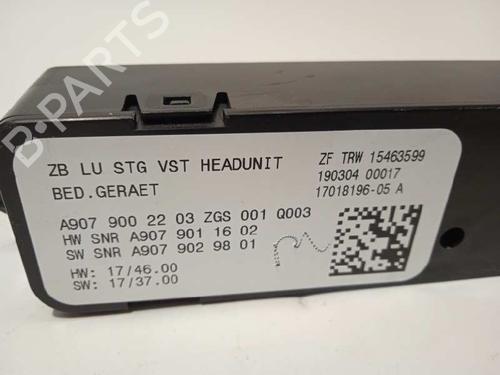 B-PARTS
ZB LU STG VST HEADUNIT
BED.GERAET
ZF TRW 15463599
190304 00017
17018196-05 A
A907 900 22 03 ZGS 001 Q003
HW SNR A907 901 16 02
SW SNR A907 902 98 01
HW: 17/46.00
SW: 17/37.00